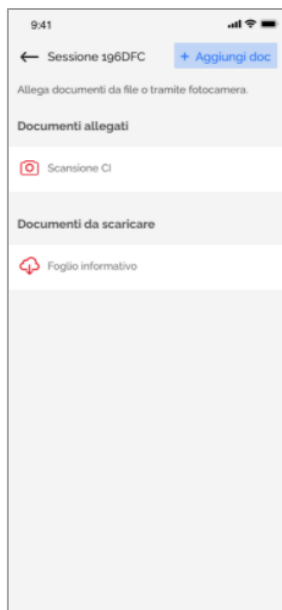 9:41
Sessione 196DFC
+ Aggiungi doc
Allega documenti da file o tramite fotocamera.
Documenti allegati
Scansione CI
Documenti da scaricare
Foglio informativo